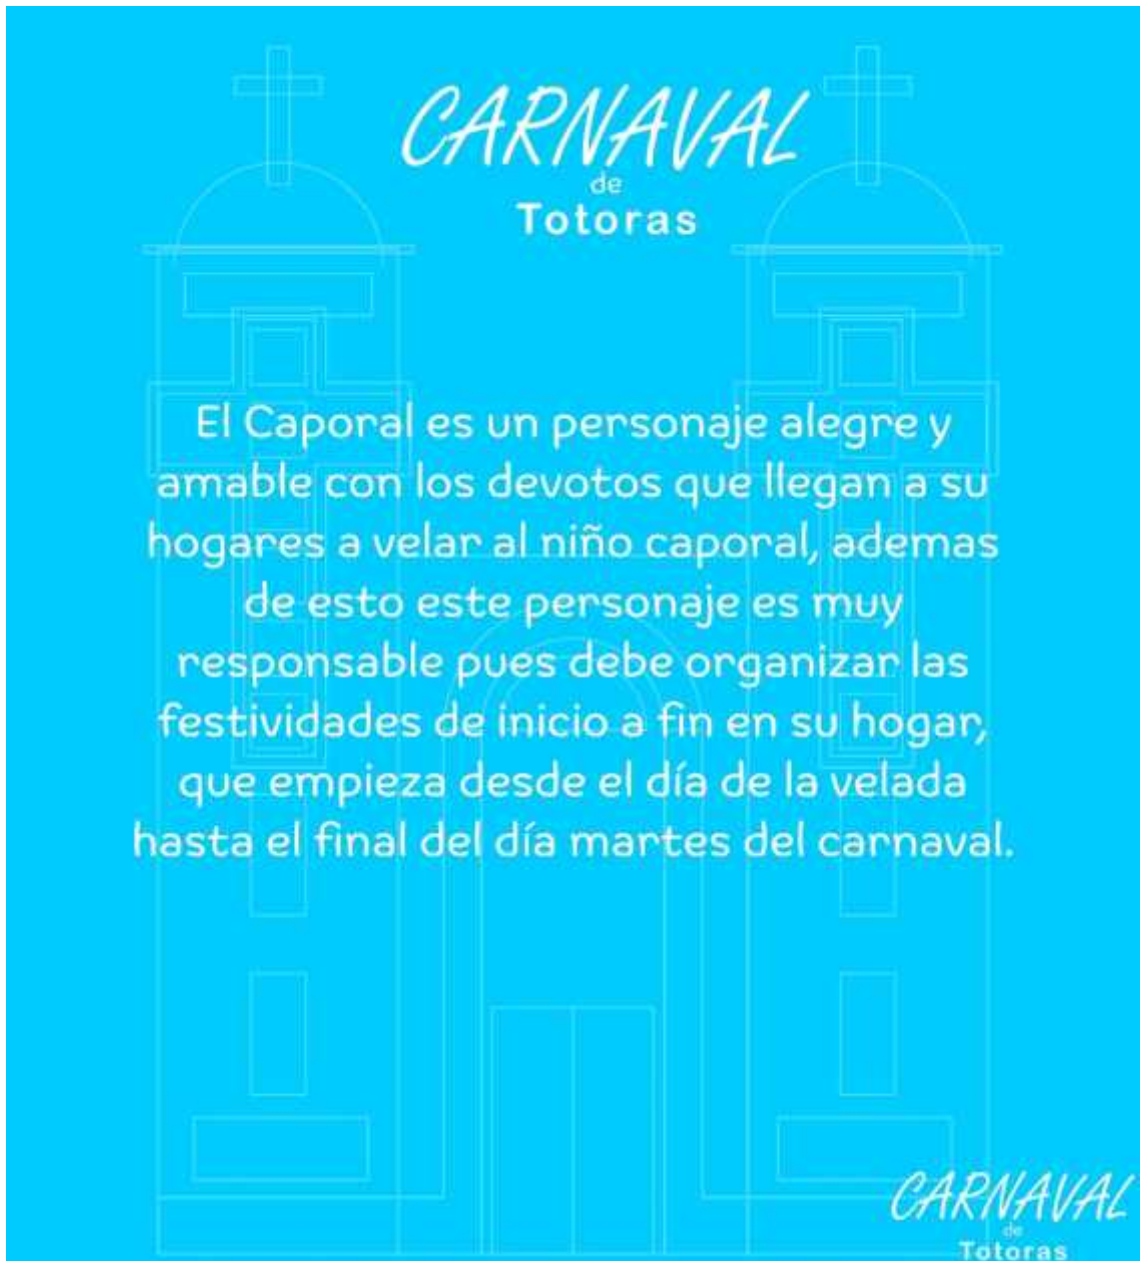 CARNAVAL
de
Totoras
El Caporal es un personaje alegre y
amable con los devotos que llegan a su
hogares a velar al niño caporal, ademas
de esto este personaje es muy
responsable pues debe organizar las
festividades de inicio a fin en su hogar,
que empieza desde el día de la velada
hasta el final del día martes del carnaval.
CARNAVAL
de
Totoras